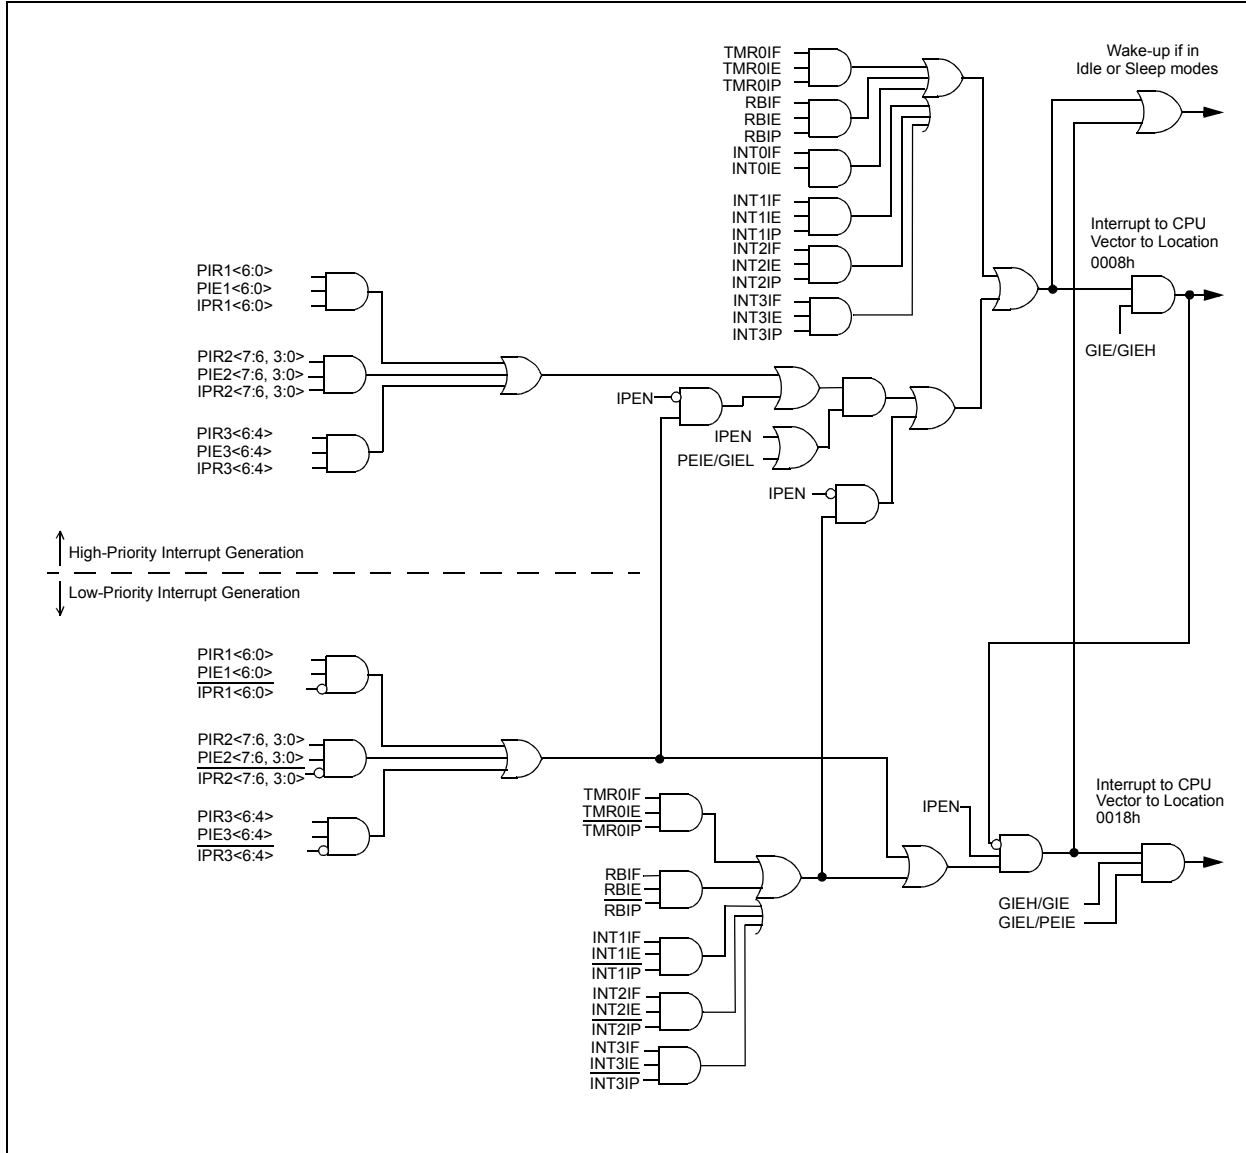 TMR0IF
TMR0IE
TMR0IP
RBIF
RBIE
RBIP
INT0IF
INT0IE
INT1IF
INT1IE
INT1IP
INT2IF
INT2IE
INT2IP
INT3IF
INT3IE
INT3IP
Wake-up if in
Idle or Sleep modes
Interrupt to CPU
Vector to Location
0008h
GIE/GIEH
PIR1<6:0>
PIE1<6:0>
IPR1<6:0>
PIR2<7:6, 3:0>
PIE2<7:6, 3:0>
IPR2<7:6, 3:0>
PIR3<6:4>
PIE3<6:4>
IPR3<6:4>
IPEN
IPEN
PEIE/GIEL
IPEN
High-Priority Interrupt Generation
Low-Priority Interrupt Generation
PIR1<6:0>
PIE1<6:0>
IPR1<6:0>
PIR2<7:6, 3:0>
PIE2<7:6, 3:0>
IPR2<7:6, 3:0>
PIR3<6:4>
PIE3<6:4>
IPR3<6:4>
TMR0IF
TMR0IE
TMR0IP
RBIF
RBIE
RBIP
INT1IF
INT1IE
INT1IP
INT2IF
INT2IE
INT2IP
INT3IF
INT3IE
INT3IP
IPEN
Interrupt to CPU
Vector to Location
0018h
GIEH/GIE
GIEL/PEIE